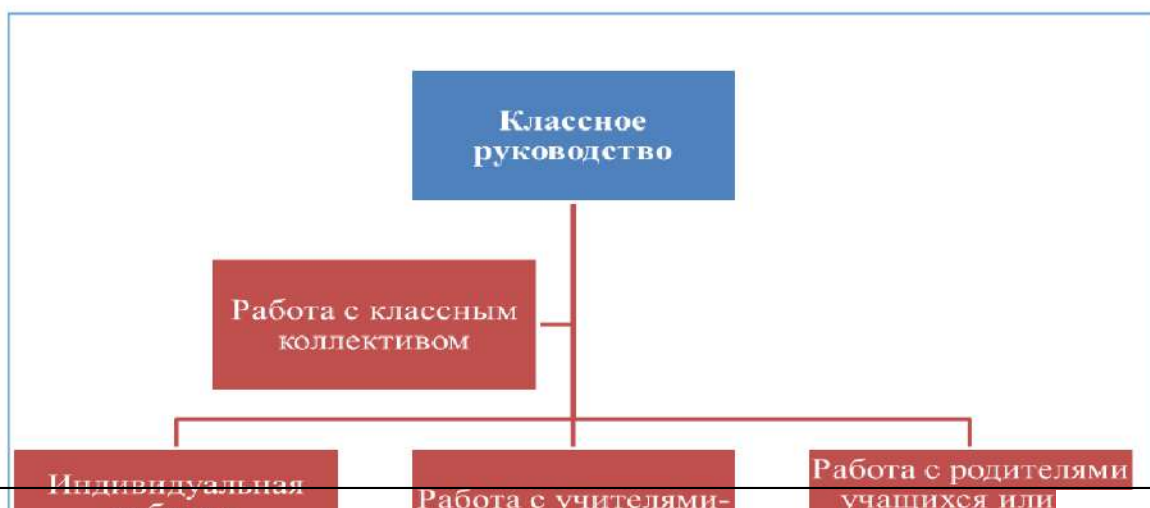 Классное
руководство
Работа с классным
коллективом
Индивидуальная
Работа с учителями-
Работа с родителями
учащихся или